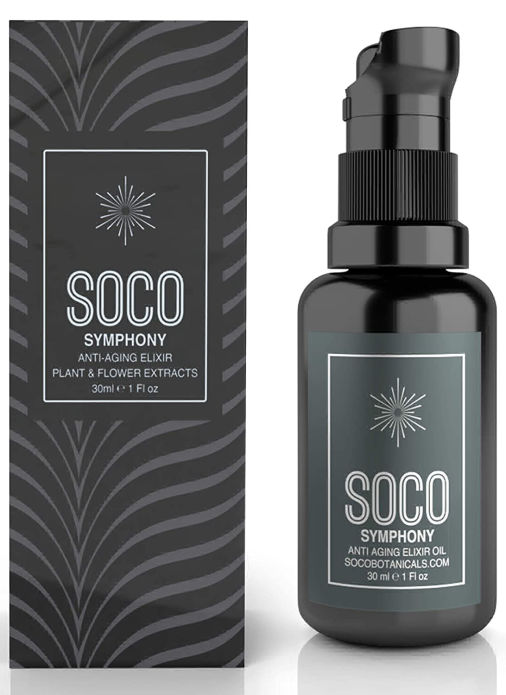 SOCO
SYMPHONY
ANTI-AGING ELIXIR
PLANT & FLOWER EXTRACTS
30ml ℮ 1 Fl oz
SOCO
SYMPHONY
ANTI AGING ELIXIR OIL
SOCOBOTANICALS.COM
30 ml ℮ 1 Fl oz